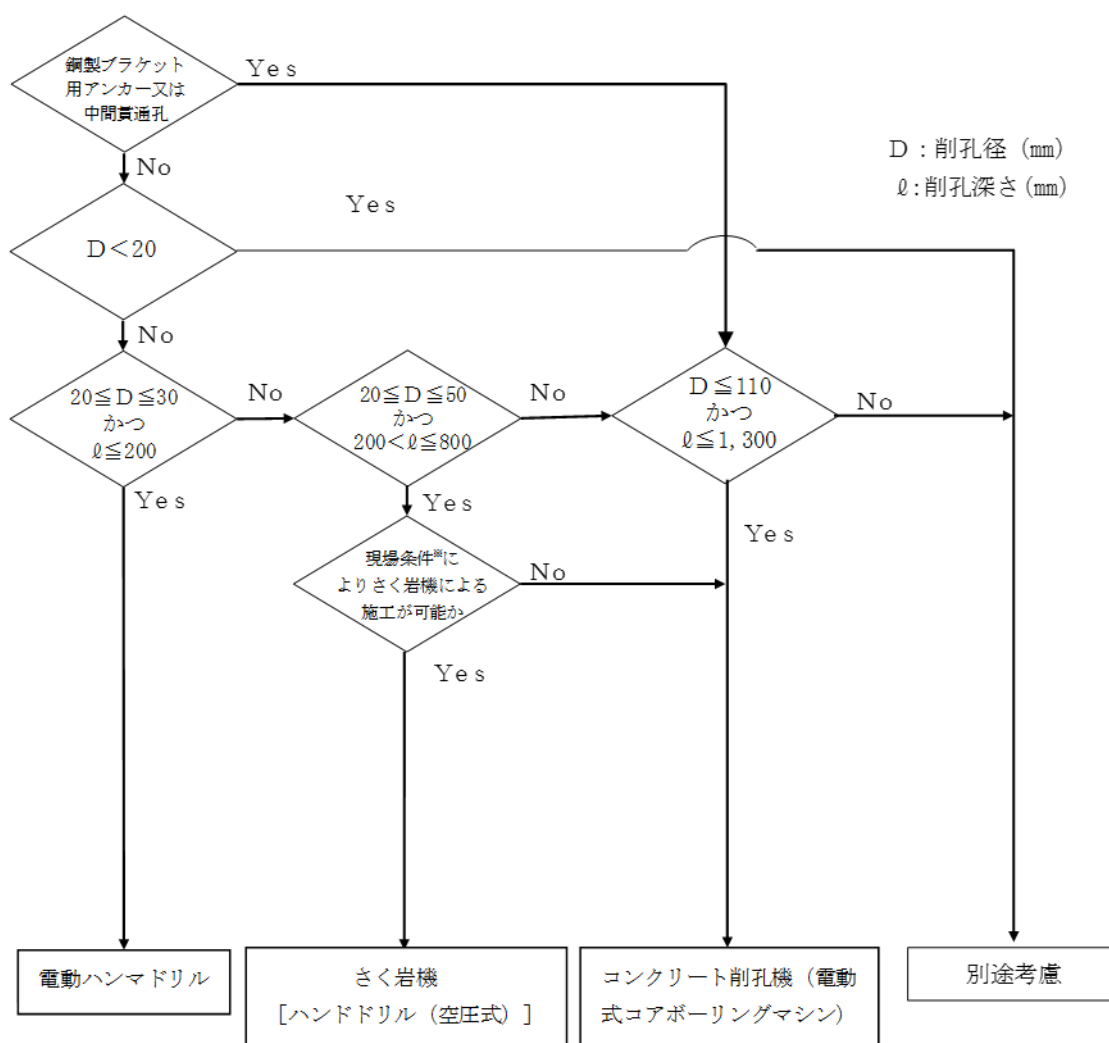 鋼製ブラケット
用アンカー又は
中間貫通孔
Yes
No
D：削孔径（㎜）
ℓ：削孔深さ(㎜)
Yes
D＜20
No
20≦D≦30
かつ
ℓ≦200
No
20≦D≦50
かつ
200<ℓ≦800
No
D≦110
かつ
ℓ≦1,300
No
Yes
Yes
Yes
現場条件※に
よりさく岩機による
施工が可能か
No
Yes
電動ハンマドリル
さく岩機
［ハンドドリル（空圧式）］
コンクリート削孔機（電動
式コアボーリングマシン）
別途考慮